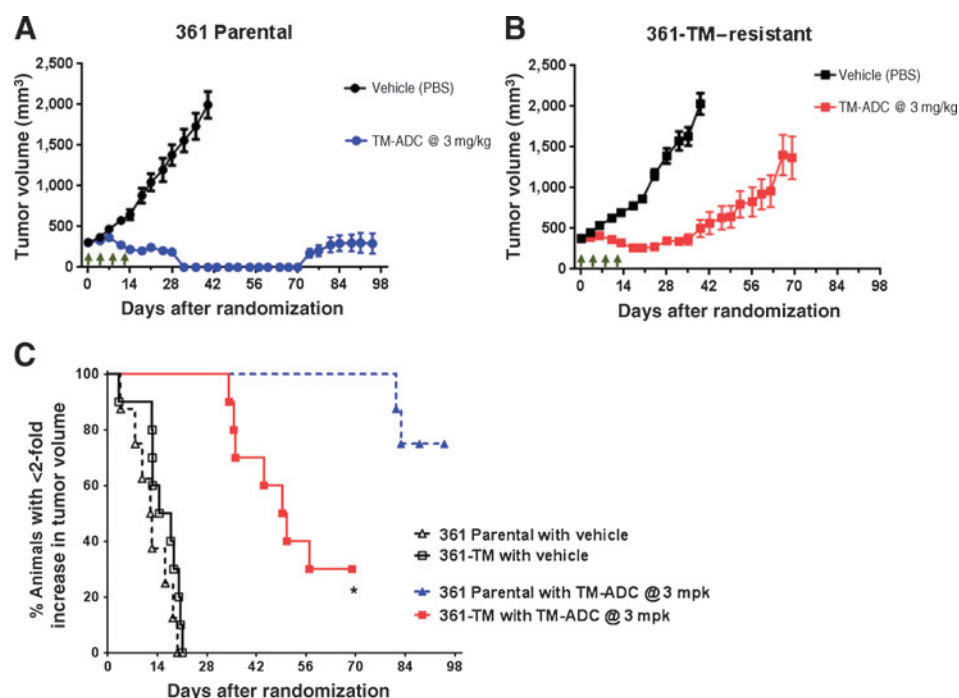 A
361 Parental
Tumor volume (mm³)
2,500
2,000
1,500
1,000
500
0
Vehicle (PBS)
TM-ADC @ 3 mg/kg
0 14 28 42 56 70 84 98
Days after randomization
B
361-TM–resistant
Tumor volume (mm³)
2,500
2,000
1,500
1,000
500
0
Vehicle (PBS)
TM-ADC @ 3 mg/kg
0 14 28 42 56 70 84 98
Days after randomization
C
% Animals with <2-fold
increase in tumor volume
100
80
60
40
20
0
*
361 Parental with vehicle
361-TM with vehicle
361 Parental with TM-ADC @ 3 mpk
361-TM with TM-ADC @ 3 mpk
0 14 28 42 56 70 84 98
Days after randomization